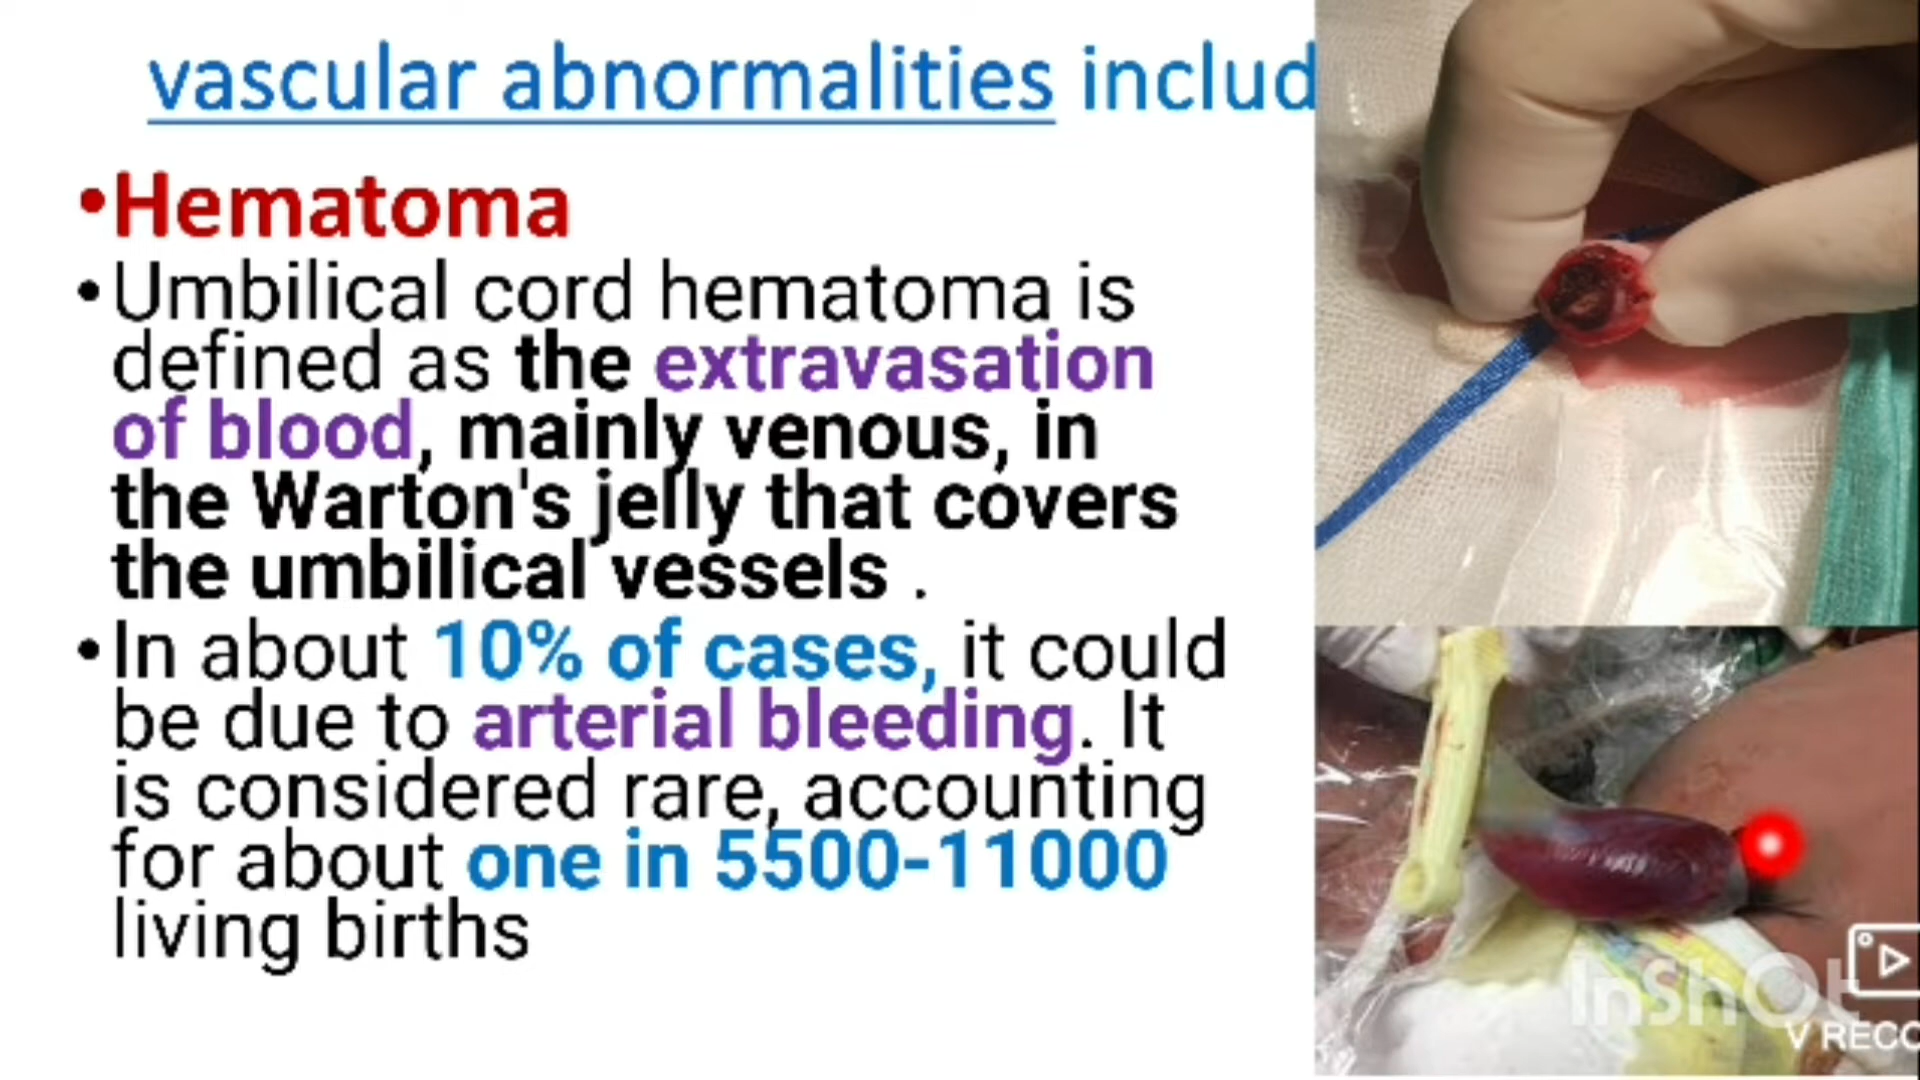 vascular abnormalities includ
•Hematoma
•Umbilical cord hematoma is
defined as the extravasation
of blood, mainly venous, in
the Warton's jelly that covers
the umbilical vessels .
•In about 10% of cases, it could
be due to arterial bleeding. It
is considered rare, accounting
for about one in 5500-11000
living births
InShOt
V RECO